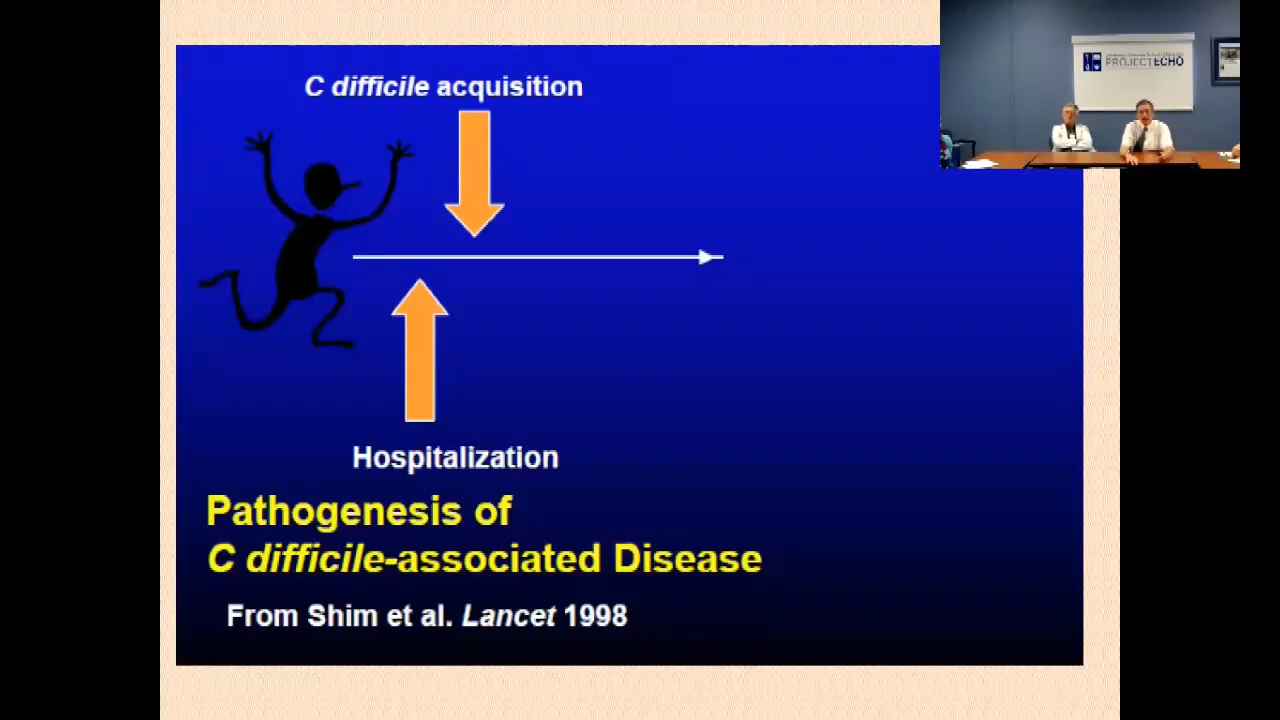 C difficile acquisition
PROJECT ECHO
Hospitalization
Pathogenesis of
C difficile-associated Disease
From Shim et al. Lancet 1998